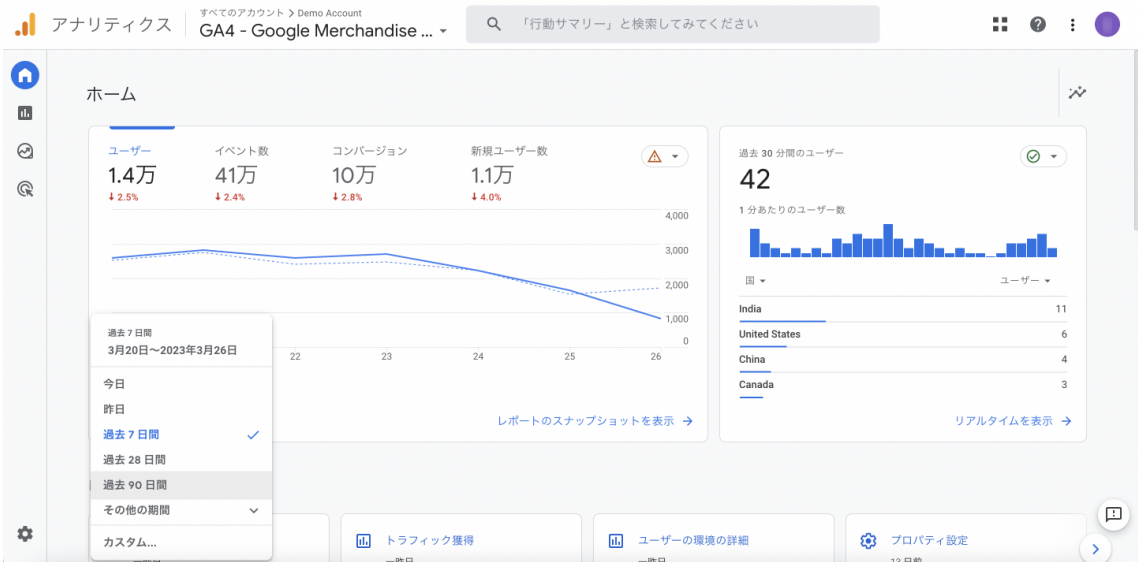 アナリティクス
すべてのアカウント > Demo Account
GA4 - Google Merchandise ...
「行動サマリー」と検索してみてください
ホーム
ユーザー
1.4万
↓ 2.5%
イベント数
41万
↓ 2.4%
コンバージョン
10万
↓ 2.8%
新規ユーザー数
1.1万
↓ 4.0%
4,000
3,000
2,000
1,000
0
22
23
24
25
26
レポートのスナップショットを表示 →
過去 30 分間のユーザー
42
1 分あたりのユーザー数
国
ユーザー
India 11
United States 6
China 4
Canada 3
リアルタイムを表示 →
過去 7 日間
3月20日～2023年3月26日
今日
昨日
過去 7 日間
過去 28 日間
過去 90 日間
その他の期間
カスタム...
トラフィック獲得
ユーザーの環境の詳細
プロパティ設定